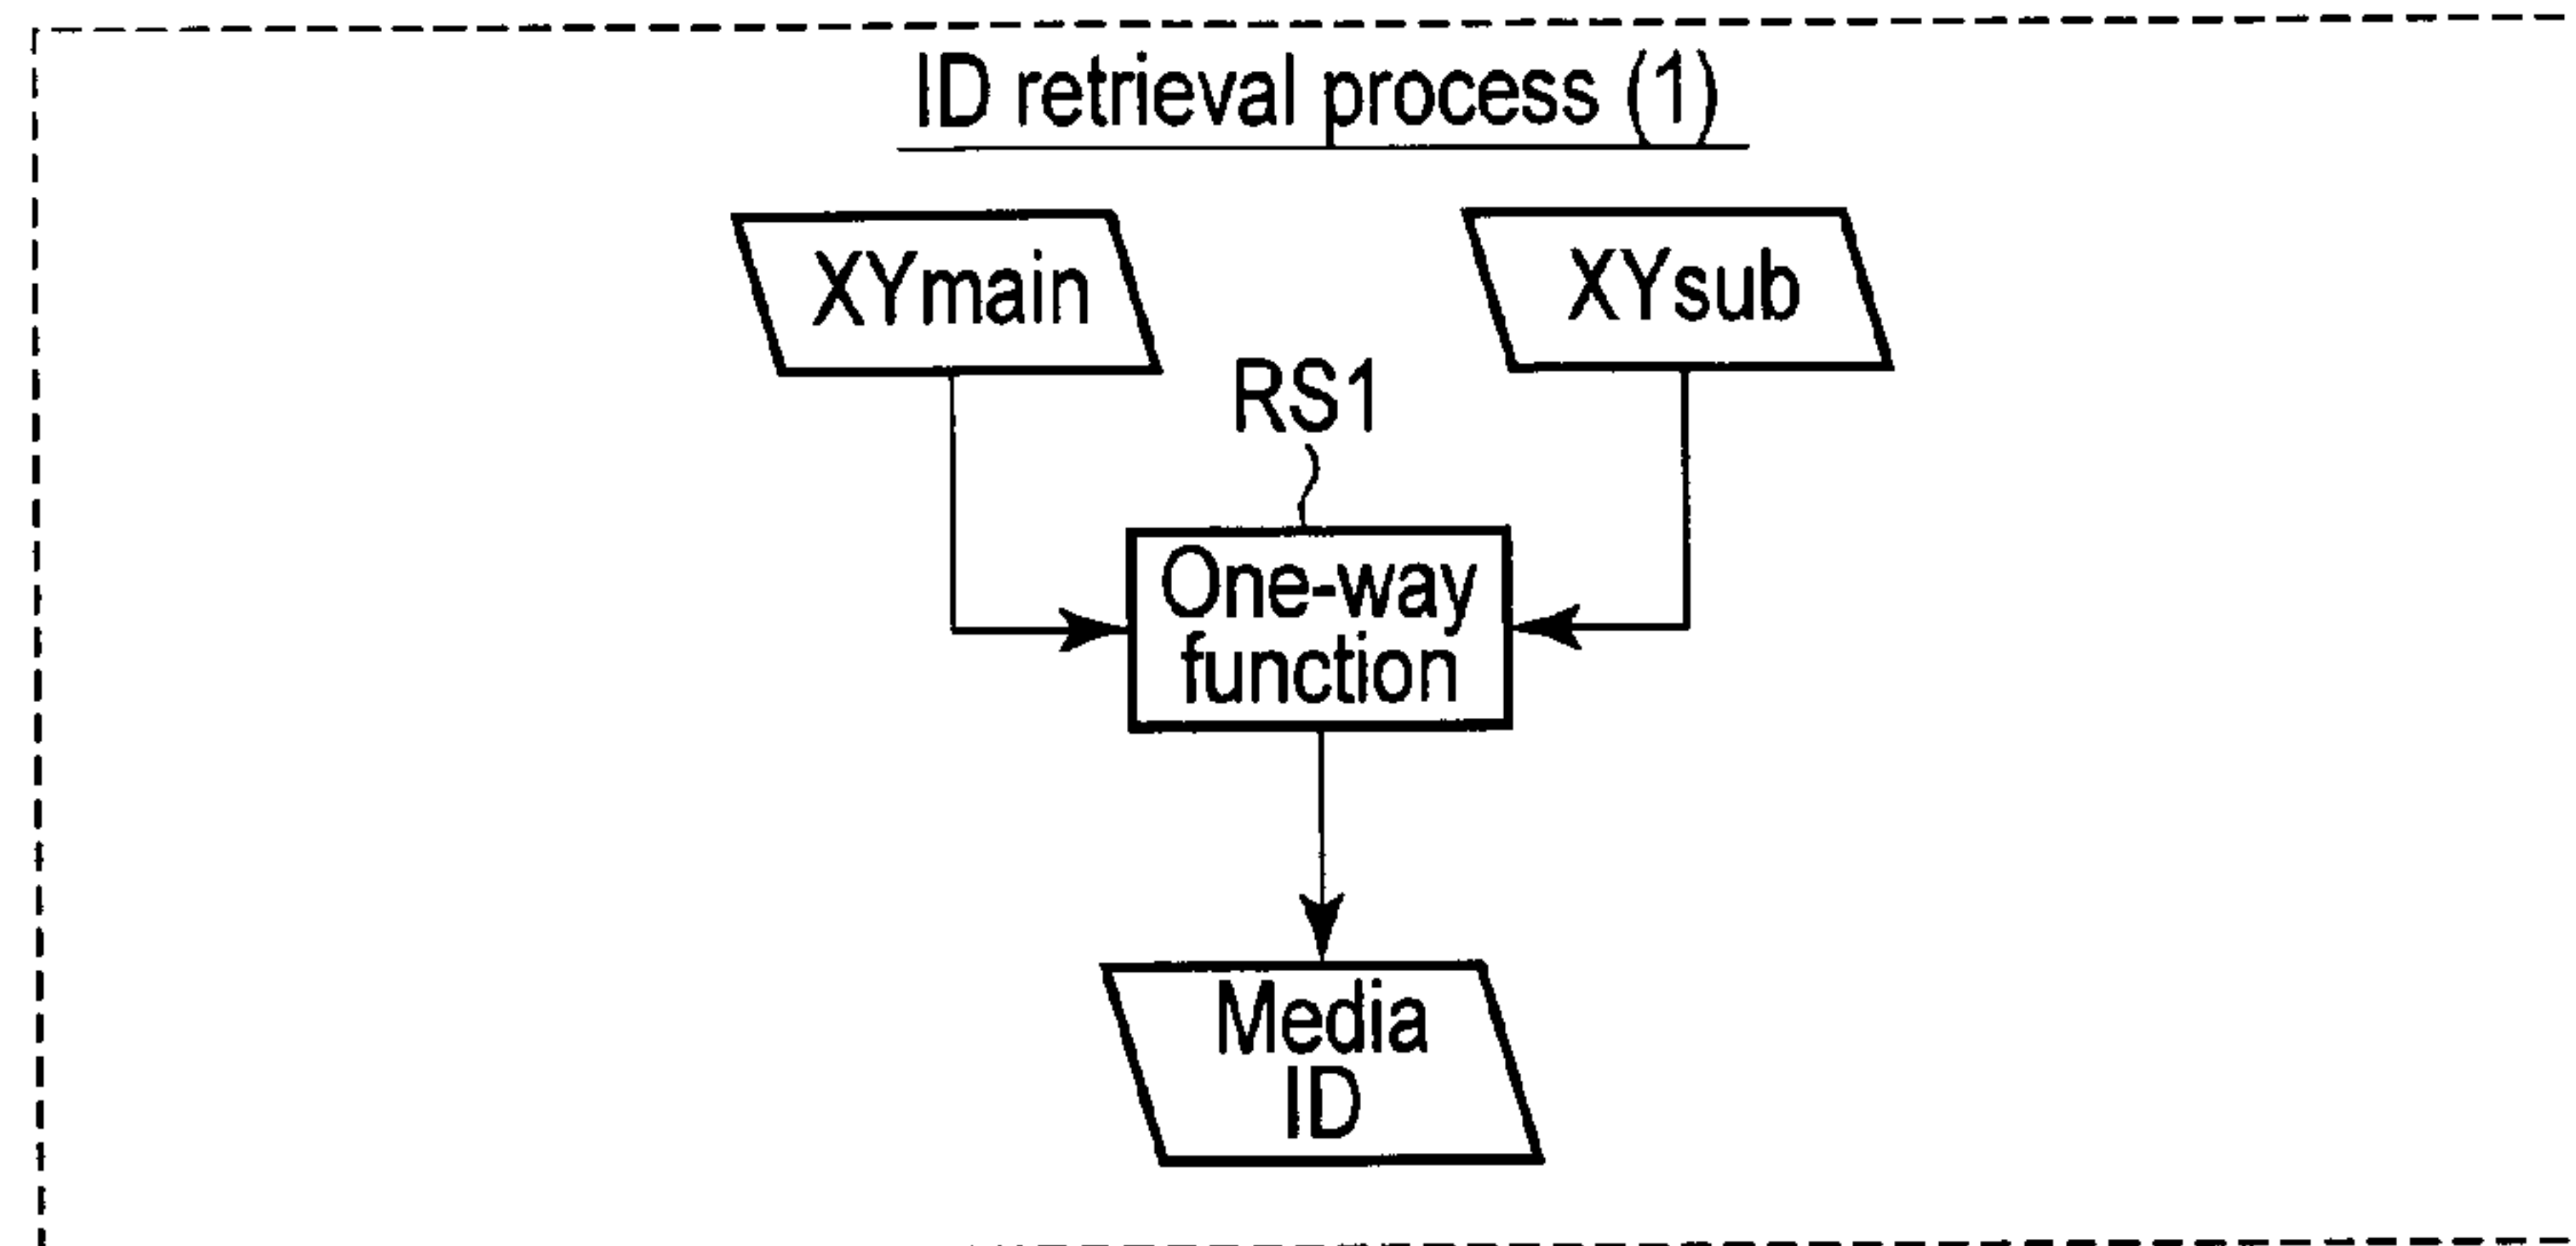 ID retrieval process (1)
XYmain
XYsub
RS1
One-way
function
Media
ID